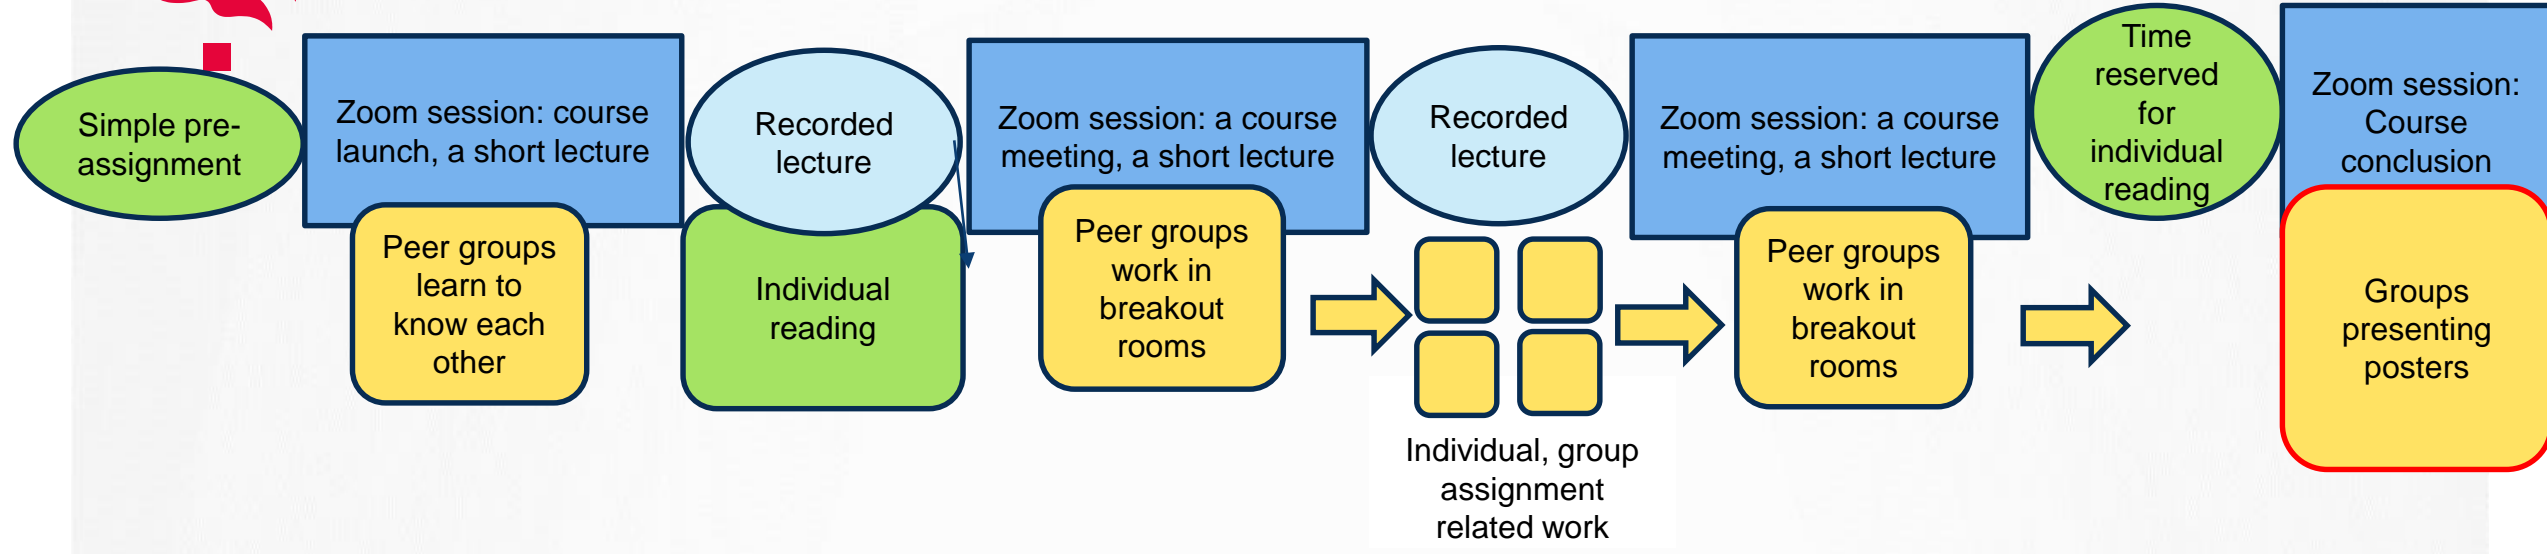 Simple pre-
assignment
Zoom session: course
launch, a short lecture
Peer groups
learn to
know each
other
Recorded
lecture
Individual
reading
Zoom session: a course
meeting, a short lecture
Peer groups
work in
breakout
rooms
Recorded
lecture
Individual, group
assignment
related work
Zoom session: a course
meeting, a short lecture
Peer groups
work in
breakout
rooms
Time
reserved
for
individual
reading
Zoom session:
Course
conclusion
Groups
presenting
posters